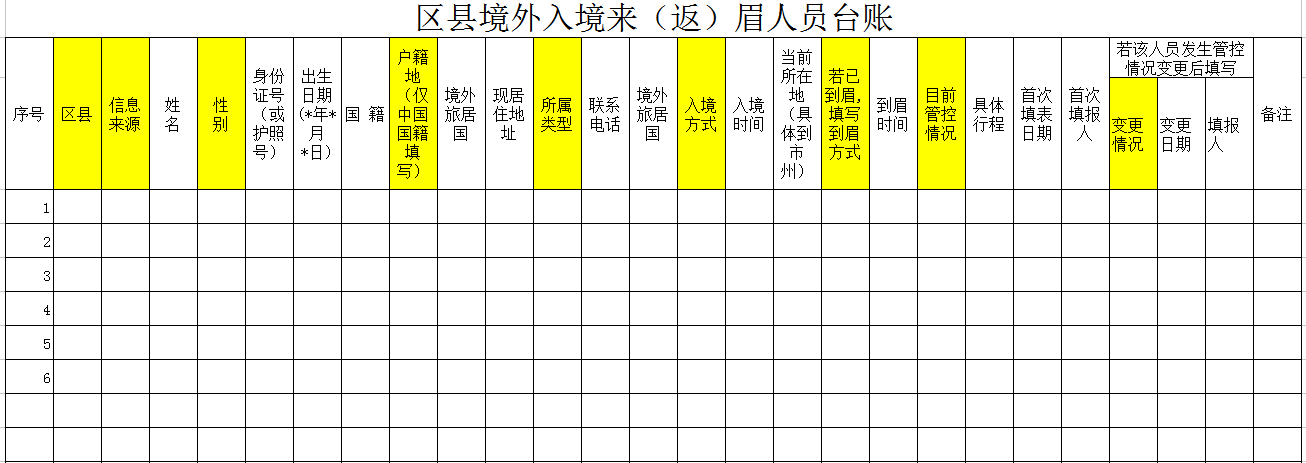 区县境外入境来（返）眉人员台账
序号
区县
信息
来源
姓
名
性
别
身份
证号
（或
护照
号）
出生
日期
(*年*
月
*日)
国 籍
户籍
地
（仅
中国
国籍
填
写）
境外
旅居
国
现居
住地
址
所属
类型
联系
电话
境外
旅居
国
入境
方式
入境
时间
当前
所在
地
（具
体到
市
州）
若已
到眉，
填写
到眉
方式
到眉
时间
目前
管控
情况
具体
行程
首次
填表
日期
首次
填报
人
若该人员发生管控
情况变更后填写
变更
情况
变更
日期
填报
人
备注
1
2
3
4
5
6